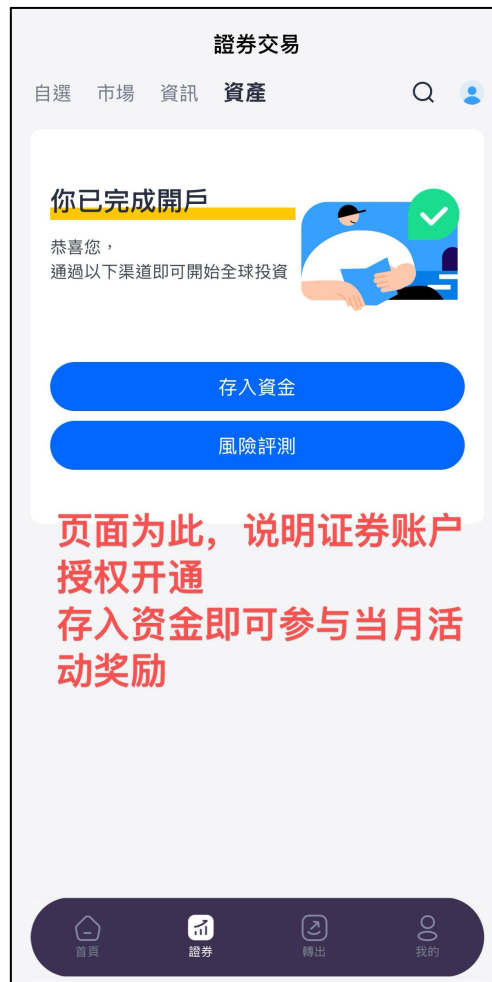 證券交易
自選 市場 資訊 資產
你已完成開戶
恭喜您，
通過以下渠道即可開始全球投資
存入資金
風險評測
页面为此，说明证券账户
授权开通
存入资金即可参与当月活
动奖励
首頁 證券 轉出 我的